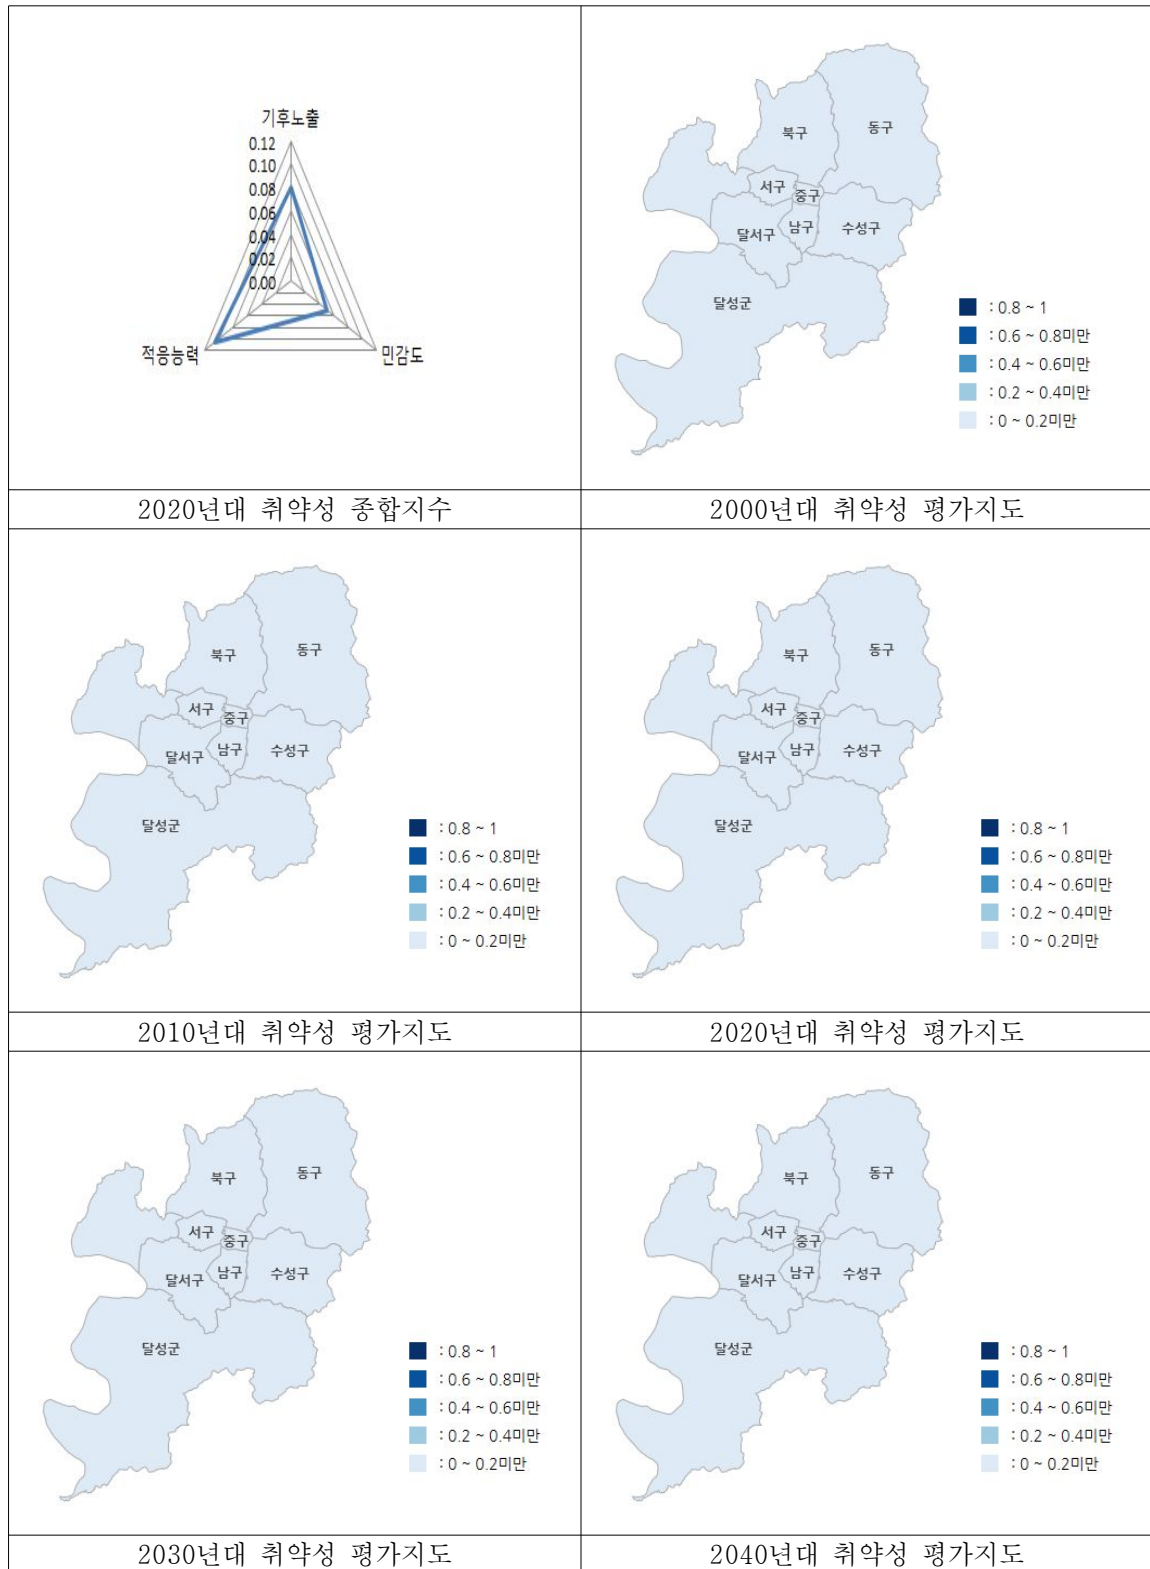 기후노출
0.12
0.10
0.08
0.06
0.04
0.02
0.00
적응능력
민감도
2020년대 취약성 종합지수
동구
북구
서구
중구
남구
수성구
달서구
달성군
: 0.8 ~ 1
: 0.6 ~ 0.8미만
: 0.4 ~ 0.6미만
: 0.2 ~ 0.4미만
: 0 ~ 0.2미만
2000년대 취약성 평가지도
동구
북구
서구
중구
남구
수성구
달서구
달성군
: 0.8 ~ 1
: 0.6 ~ 0.8미만
: 0.4 ~ 0.6미만
: 0.2 ~ 0.4미만
: 0 ~ 0.2미만
2010년대 취약성 평가지도
동구
북구
서구
중구
남구
수성구
달서구
달성군
: 0.8 ~ 1
: 0.6 ~ 0.8미만
: 0.4 ~ 0.6미만
: 0.2 ~ 0.4미만
: 0 ~ 0.2미만
2020년대 취약성 평가지도
동구
북구
서구
중구
남구
수성구
달서구
달성군
: 0.8 ~ 1
: 0.6 ~ 0.8미만
: 0.4 ~ 0.6미만
: 0.2 ~ 0.4미만
: 0 ~ 0.2미만
2030년대 취약성 평가지도
동구
북구
서구
중구
남구
수성구
달서구
달성군
: 0.8 ~ 1
: 0.6 ~ 0.8미만
: 0.4 ~ 0.6미만
: 0.2 ~ 0.4미만
: 0 ~ 0.2미만
2040년대 취약성 평가지도